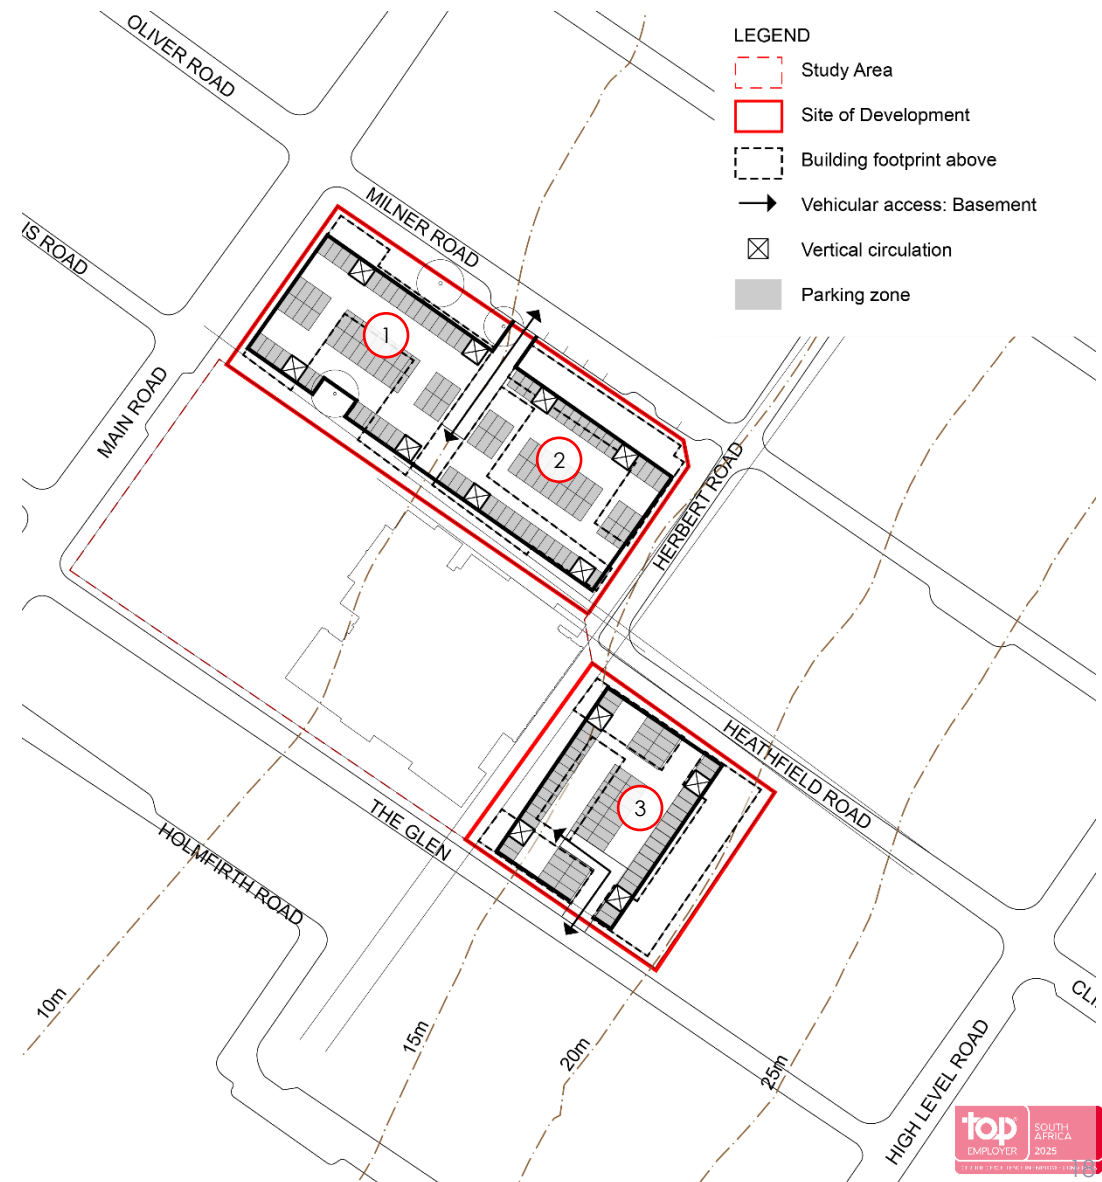 OLIVER ROAD
LEGEND
Study Area
Site of Development
Building footprint above
Vehicular access: Basement
Vertical circulation
Parking zone
MILNER ROAD
IS ROAD
MAIN ROAD
1
2
HERBERT ROAD
3
HEATHFIELD ROAD
THE GLEN
HOLMFIRTH ROAD
10m
15m
20m
25m
HIGH LEVEL ROAD
CLI
top
EMPLOYER
SOUTH
AFRICA
2025
18